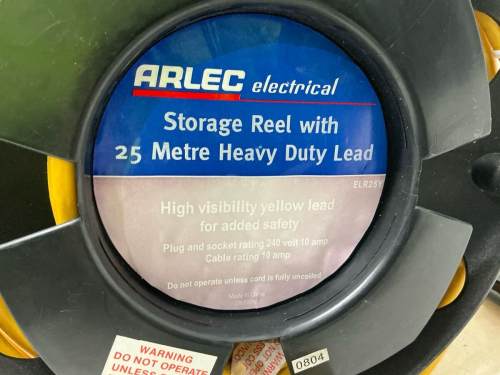 ARLEC electrical
Storage Reel with
25 Metre Heavy Duty Lead
ELR25Y
High visibility yellow lead
for added safety
Plug and socket rating 240 volt 10 amp
Cable rating 10 amp
Do not operate unless cord is fully uncoiled
Made in China
WARNING
DO NOT OPERATE
UNLESS
0804